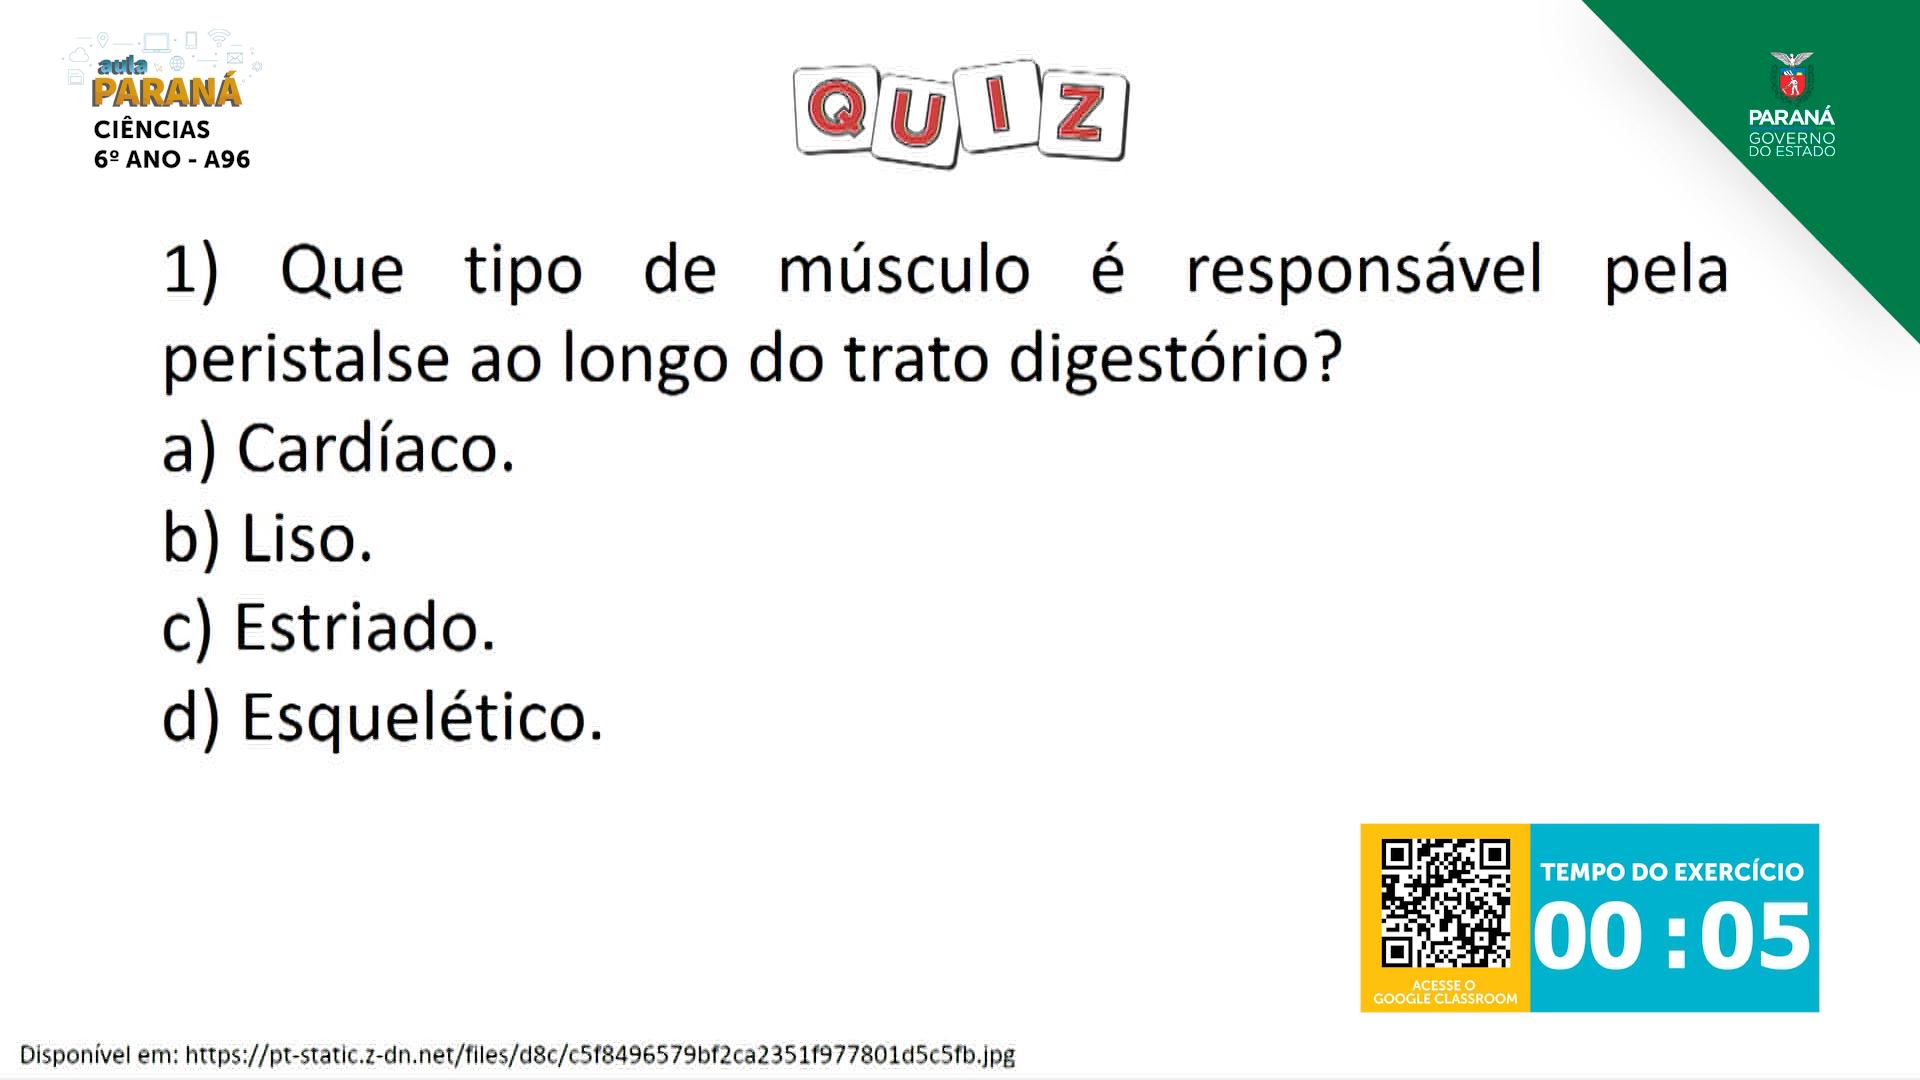 aula
PARANÁ
CIÊNCIAS
6º ANO - A96
QUIZ
PARANÁ
GOVERNO
DO ESTADO
1) Que tipo de músculo é responsável pela
peristalse ao longo do trato digestório?
a) Cardíaco.
b) Liso.
c) Estriado.
d) Esquelético.
TEMPO DO EXERCÍCIO
00:05
ACESSE O
GOOGLE CLASSROOM
Disponível em: https://pt-static.z-dn.net/files/d8c/c5f8496579bf2ca2351f977801d5c5fb.jpg